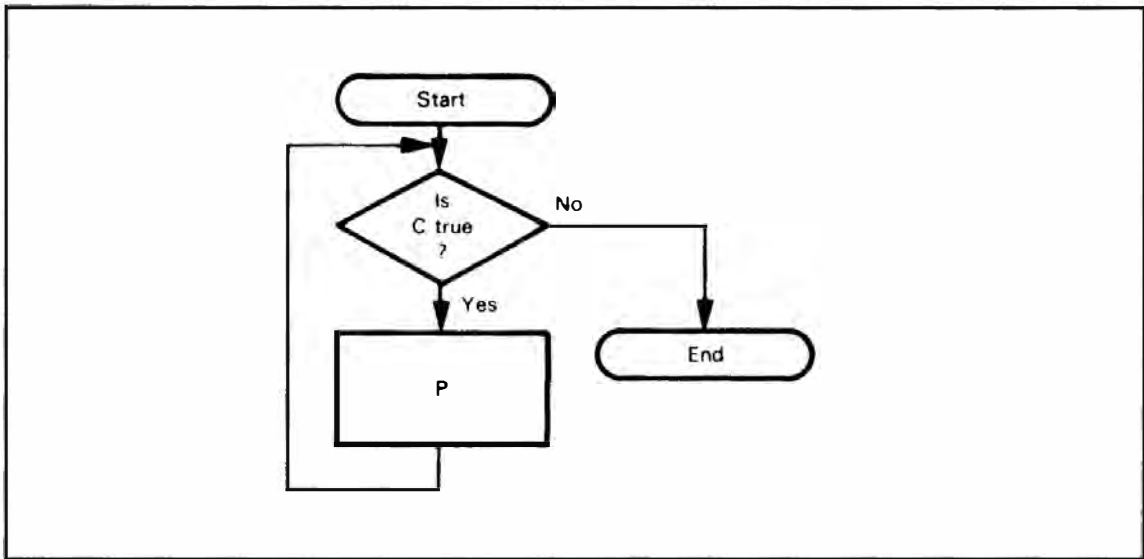 Start
Is
C true
?
No
Yes
P
End